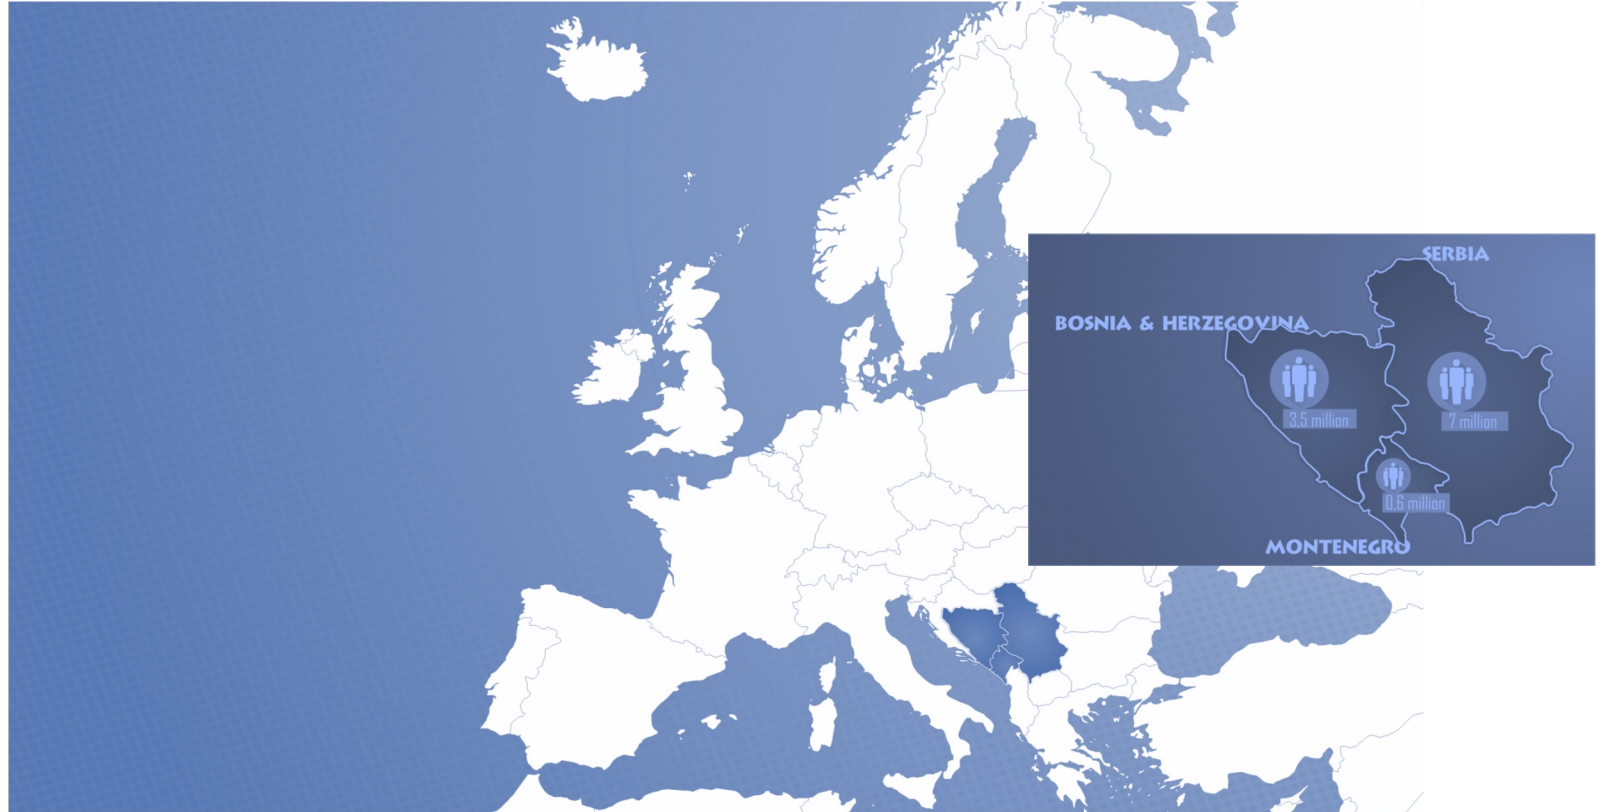 SERBIA
BOSNIA & HERZEGOVINA
3,5 million
7 million
0,6 million
MONTENEGRO